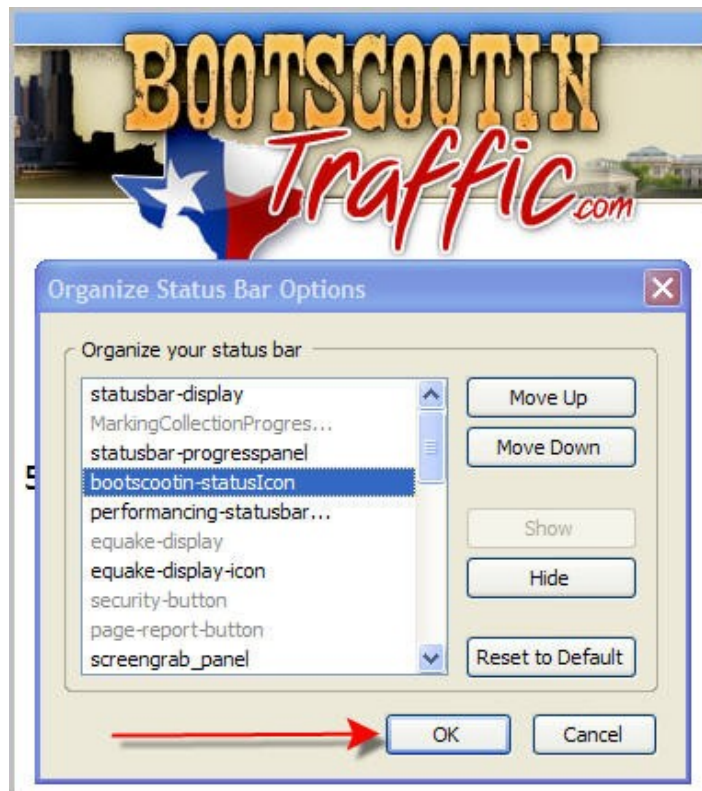 BOOTSCOOTIN
Traffic.com
Organize Status Bar Options
Organize your status bar
statusbar-display
MarkingCollectionProgres...
statusbar-progresspanel
5
bootscootin-statusIcon
performancing-statusbar...
equake-display
equake-display-icon
security-button
page-report-button
screengrab_panel
Move Up
Move Down
Show
Hide
Reset to Default
OK
Cancel